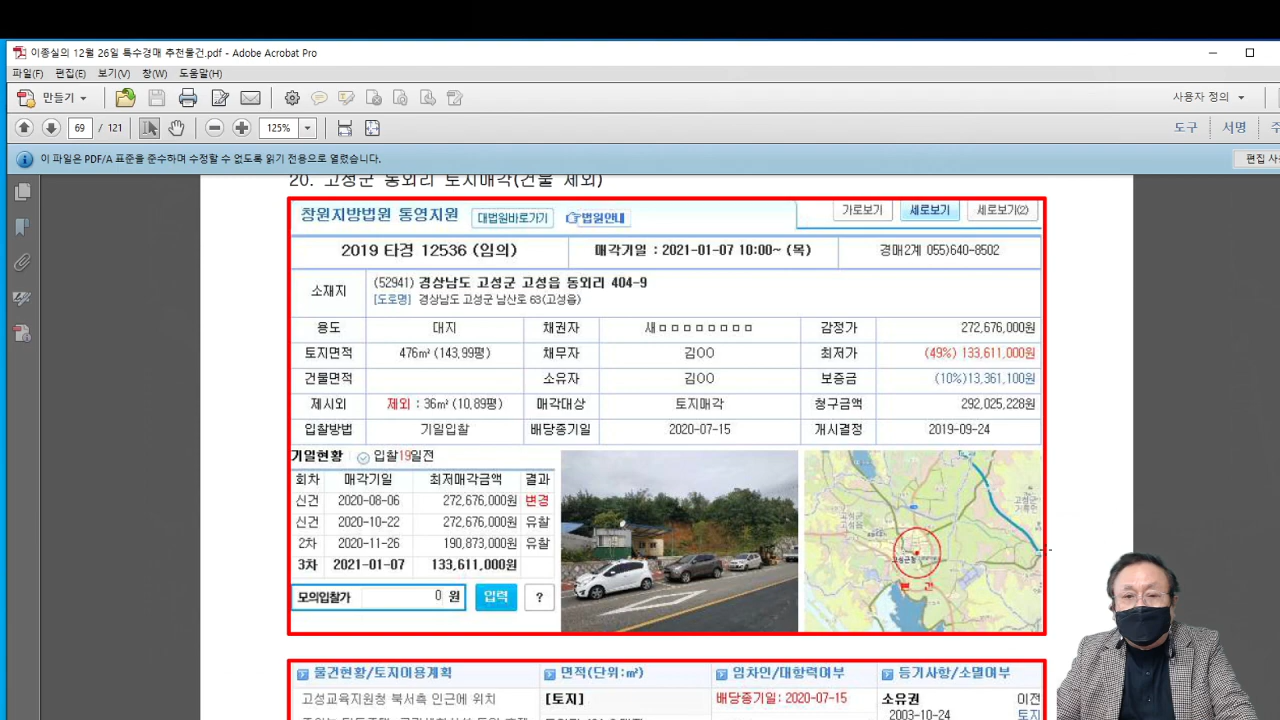 이종실의 12월 26일 특수경매 추천물건.pdf - Adobe Acrobat Pro
파일(F) 편집(E) 보기(V) 창(W) 도움말(H)
만들기
사용자 정의
69 / 121
125%
도구 서명
이 파일은 PDF/A 표준을 준수하며 수정할 수 없도록 읽기 전용으로 열렸습니다.
편집 사
20. 고성군 동외리 토지매각(건물 제외)
창원지방법원 통영지원 대법원바로가기 법원안내 가로보기 세로보기 세로보기(2)
2019 타경 12536 (임의) 매각기일 : 2021-01-07 10:00~ (목) 경매2계 055)640-8502
소재지 (52941) 경상남도 고성군 고성읍 동외리 404-9
[도로명] 경상남도 고성군 남산로 63(고성읍)
용도 대지 채권자 새ㅁㅁㅁㅁㅁㅁㅁㅁ 감정가 272,676,000원
토지면적 476㎡ (143,99평) 채무자 김OO 최저가 (49%) 133,611,000원
건물면적 소유자 김OO 보증금 (10%)13,361,100원
제시외 제외 : 36㎡ (10,89평) 매각대상 토지매각 청구금액 292,025,228원
입찰방법 기일입찰 배당종기일 2020-07-15 개시결정 2019-09-24
기일현황 입찰19일전
회차 매각기일 최저매각금액 결과
신건 2020-08-06 272,676,000원 변경
신건 2020-10-22 272,676,000원 유찰
2차 2020-11-26 190,873,000원 유찰
3차 2021-01-07 133,611,000원
모의입찰가 0 원 입력 ?
물건현황/토지이용계획 면적(단위:㎡) 임차인/대항력여부 등기사항/소멸여부
고성교육지원청 북서측 인근에 위치 [토지] 배당종기일: 2020-07-15 소유권 이전
2003-10-24 토지